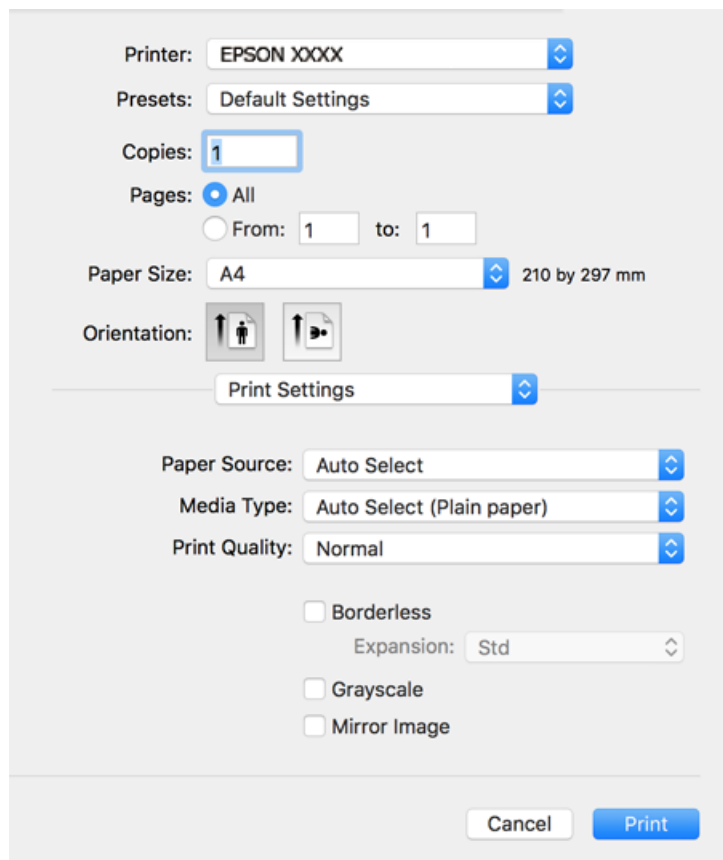 Printer: EPSON XXXX
Presets: Default Settings
Copies: 1
Pages: All
From: 1 to: 1
Paper Size: A4 210 by 297 mm
Orientation:
Print Settings
Paper Source: Auto Select
Media Type: Auto Select (Plain paper)
Print Quality: Normal
Borderless
Expansion: Std
Grayscale
Mirror Image
Cancel Print